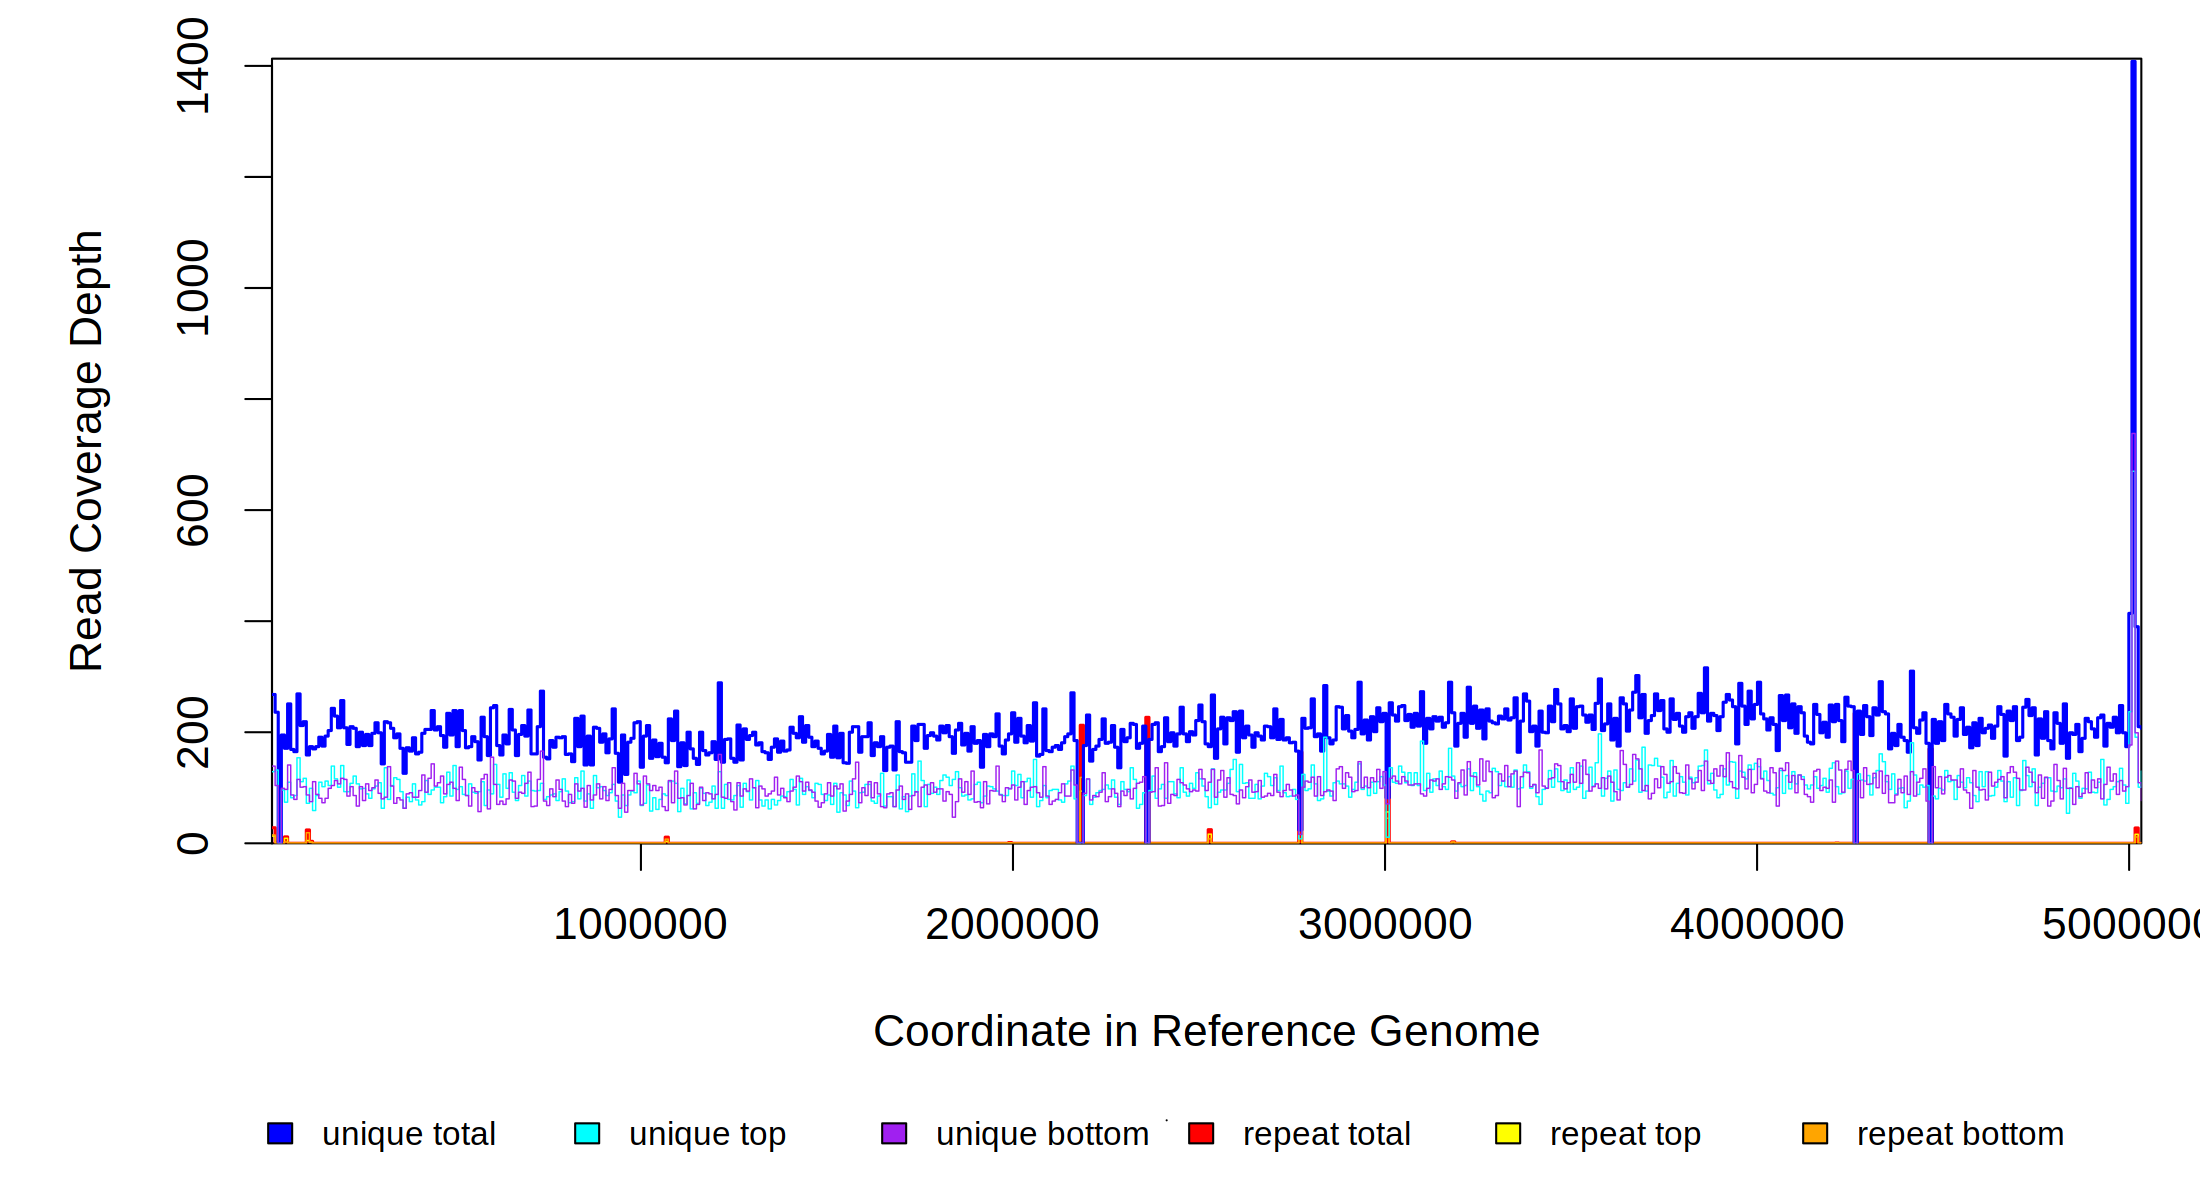 1400
1000
600
200
0
Read Coverage Depth
1000000 2000000 3000000 4000000 5000000
Coordinate in Reference Genome
unique total unique top unique bottom repeat total repeat top repeat bottom